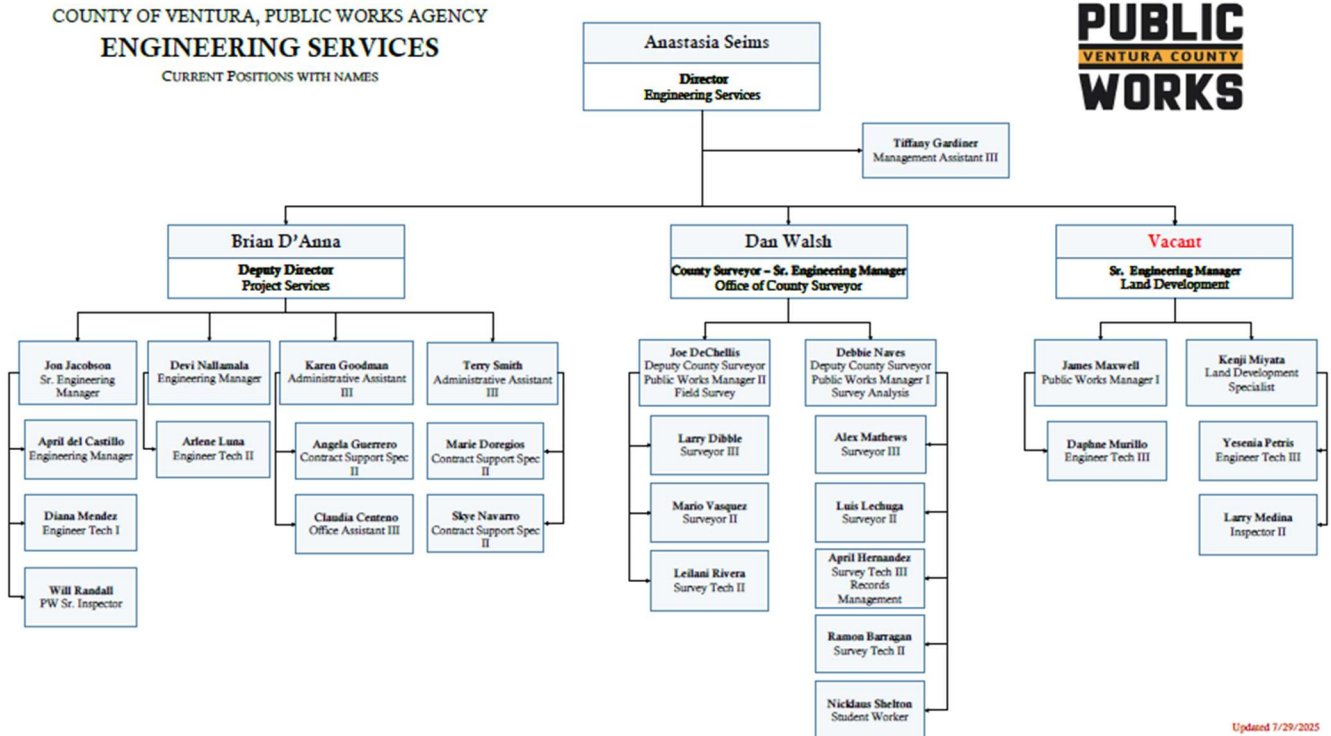 COUNTY OF VENTURA, PUBLIC WORKS AGENCY
ENGINEERING SERVICES
CURRENT POSITIONS WITH NAMES
PUBLIC
VENTURA COUNTY
WORKS
Anastasia Seims
Director
Engineering Services
Tiffany Gardiner
Management Assistant III
Brian D'Anna
Deputy Director
Project Services
Dan Walsh
County Surveyor – Sr. Engineering Manager
Office of County Surveyor
Vacant
Sr. Engineering Manager
Land Development
Jon Jacobson
Sr. Engineering
Manager
April del Castillo
Engineering Manager
Diana Mendez
Engineer Tech I
Will Randall
PW Sr. Inspector
Devi Nallamala
Engineering Manager
Arlene Luna
Engineer Tech II
Karen Goodman
Administrative Assistant
III
Angela Guerrero
Contract Support Spec
II
Claudia Centeno
Office Assistant III
Terry Smith
Administrative Assistant
III
Marie Doregios
Contract Support Spec
II
Skye Navarro
Contract Support Spec
II
Joe DeChellis
Deputy County Surveyor
Public Works Manager II
Field Survey
Larry Dibble
Surveyor III
Mario Vasquez
Surveyor II
Leilani Rivera
Survey Tech II
Debbie Naves
Deputy County Surveyor
Public Works Manager I
Survey Analysis
Alex Mathews
Surveyor III
Luis Lechuga
Surveyor II
April Hernandez
Survey Tech III
Records
Management
Ramon Barragan
Survey Tech II
Nicklaus Shelton
Student Worker
James Maxwell
Public Works Manager I
Daphne Murillo
Engineer Tech III
Kenji Miyata
Land Development
Specialist
Yesenia Petris
Engineer Tech III
Larry Medina
Inspector II
Updated 7/29/2025